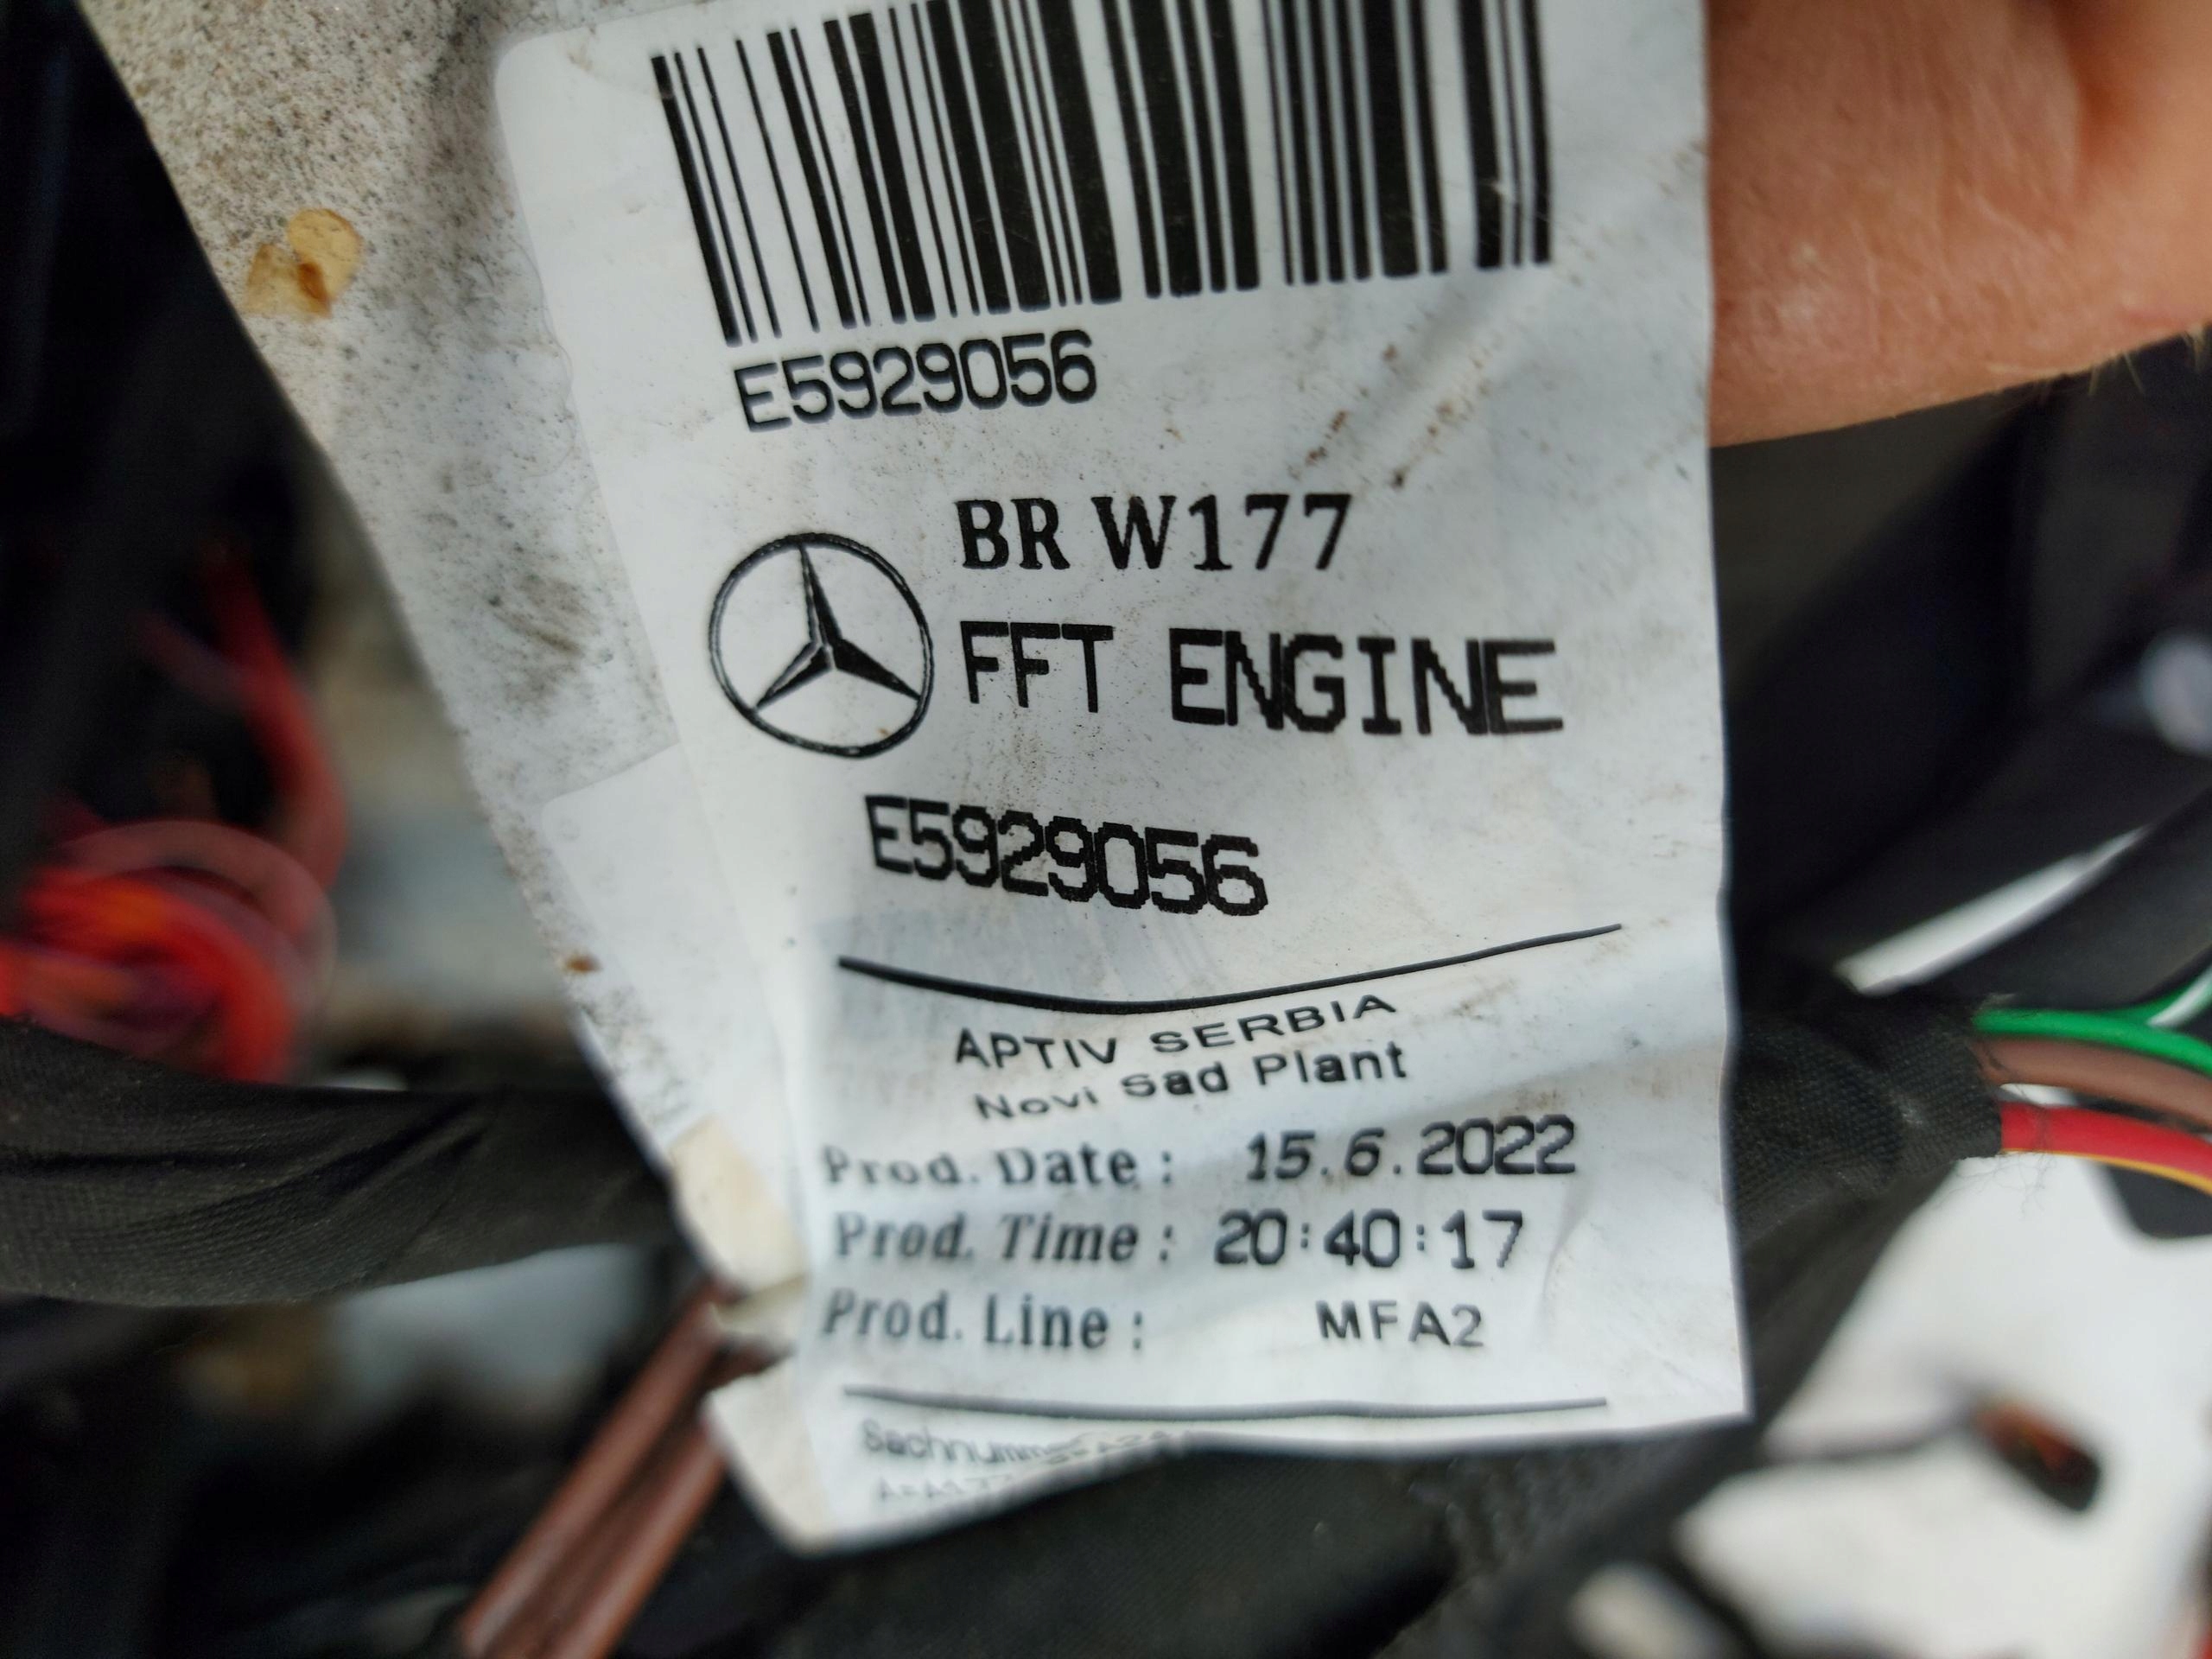 E5929056
BR W177
FFT ENGINE
E5929056
APTIV SERBIA
Novi Sad Plant
Prod. Date : 15.6.2022
Prod. Time : 20:40:17
Prod. Line : MFA2